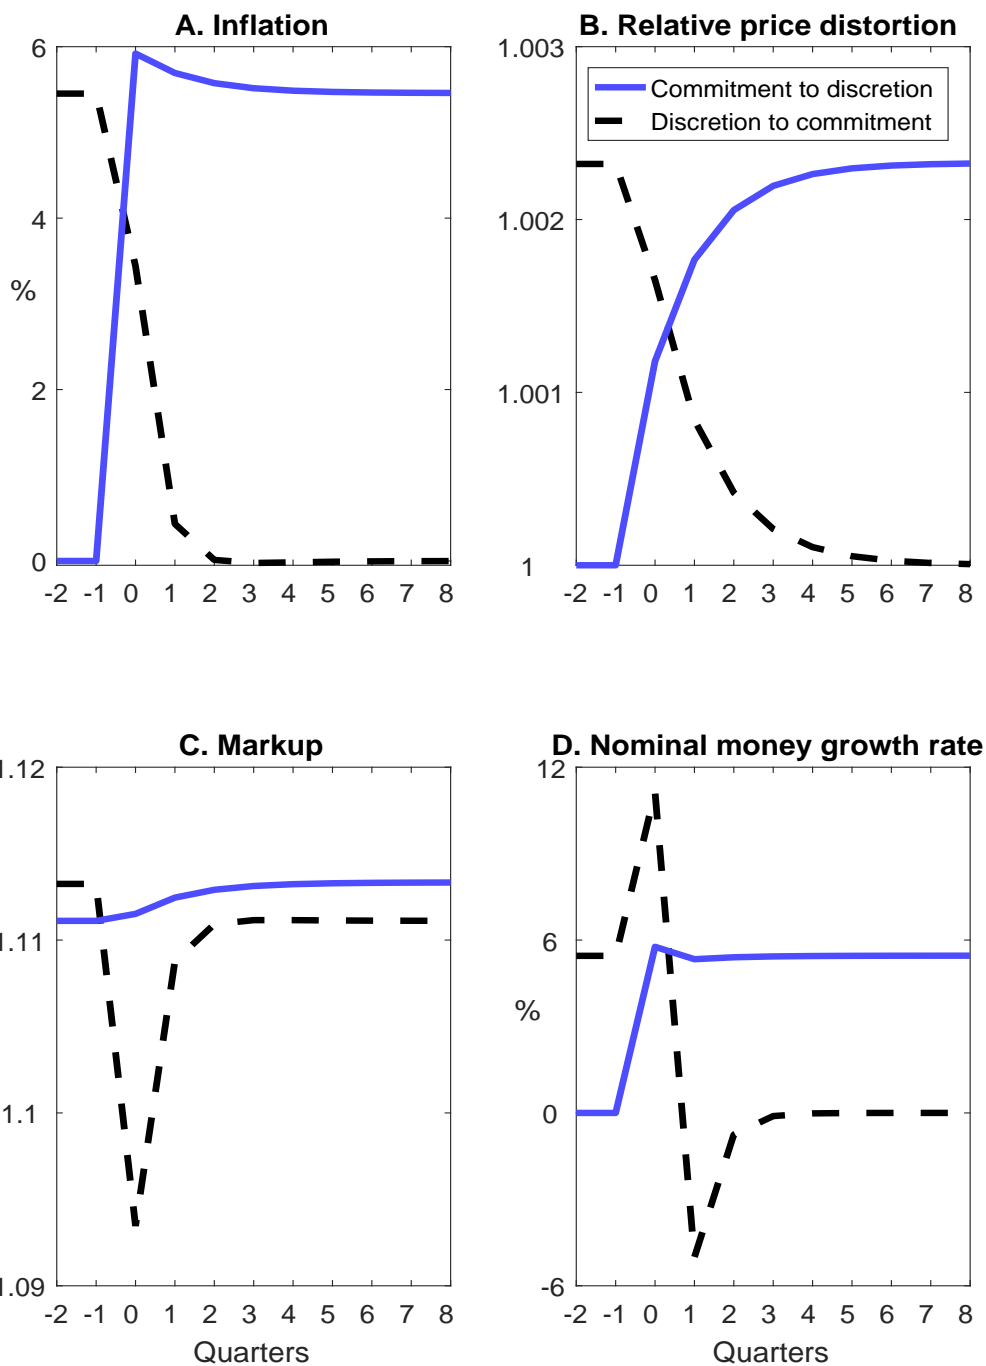 A. Inflation
6
4
%
2
0
-2 -1 0 1 2 3 4 5 6 7 8
B. Relative price distortion
1.003
Commitment to discretion
Discretion to commitment
1.002
1.001
1
-2 -1 0 1 2 3 4 5 6 7 8
C. Markup
1.12
1.11
1.1
1.09
-2 -1 0 1 2 3 4 5 6 7 8
Quarters
D. Nominal money growth rate
12
6
%
0
-6
-2 -1 0 1 2 3 4 5 6 7 8
Quarters